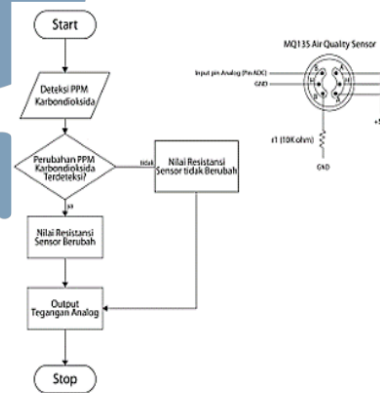 Start
Deteksi PPM
Karbondioksida
Perubahan PPM
Karbondioksida
Terdeteksi?
tidak
Nilai Resistansi
Sensor tidak Berubah
ya
Nilai Resistansi
Sensor Berubah
Output
Tegangan Analog
Stop
MQ135 Air Quality Sensor
Input pin Analog (Pin ADC)
GND
r1 (10K ohm)
GND